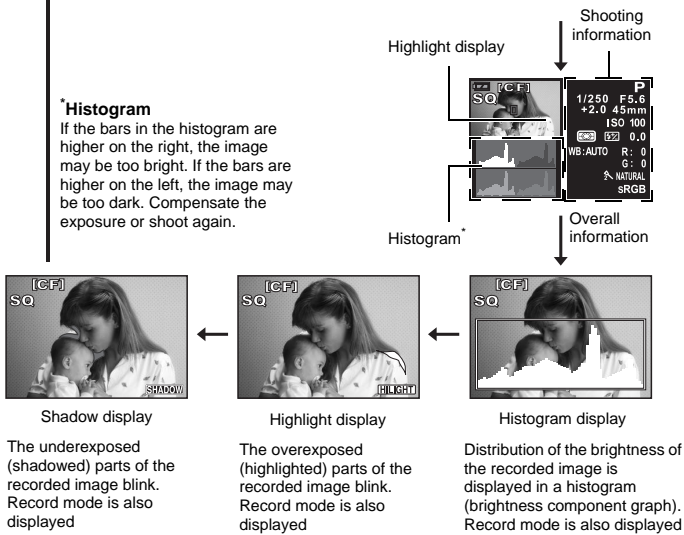 Shooting
information
Highlight display
*Histogram
If the bars in the histogram are
higher on the right, the image
may be too bright. If the bars are
higher on the left, the image may
be too dark. Compensate the
exposure or shoot again.
[CF]
SQ
P
1/250 F5.6
+2.0 45mm
ISO 100
0.0
WB:AUTO R: 0
G: 0
NATURAL
sRGB
Histogram*
Overall
information
[CF]
SQ
SHADOW
[CF]
SQ
HILIGHT
[CF]
SQ
Shadow display
The underexposed
(shadowed) parts of the
recorded image blink.
Record mode is also
displayed
Highlight display
The overexposed
(highlighted) parts of the
recorded image blink.
Record mode is also
displayed
Histogram display
Distribution of the brightness of
the recorded image is
displayed in a histogram
(brightness component graph).
Record mode is also displayed